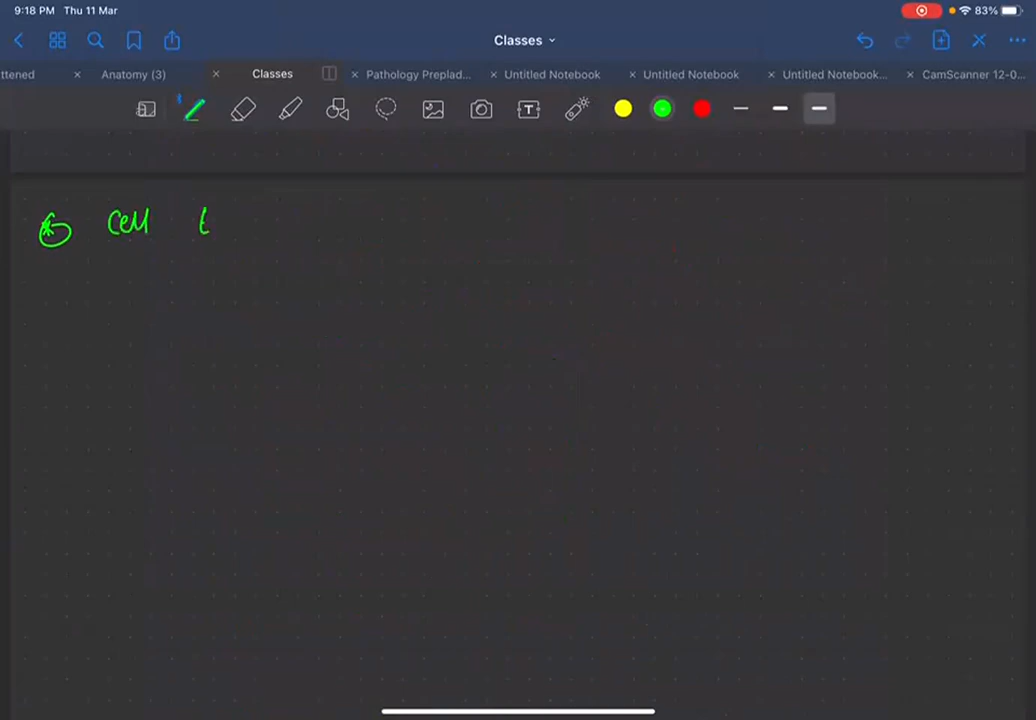 9:18 PM Thu 11 Mar 83%
Classes
ttened Anatomy (3) Classes Pathology Preplad... Untitled Notebook Untitled Notebook Untitled Notebook... CamScanner 12-0...
T
Cell t